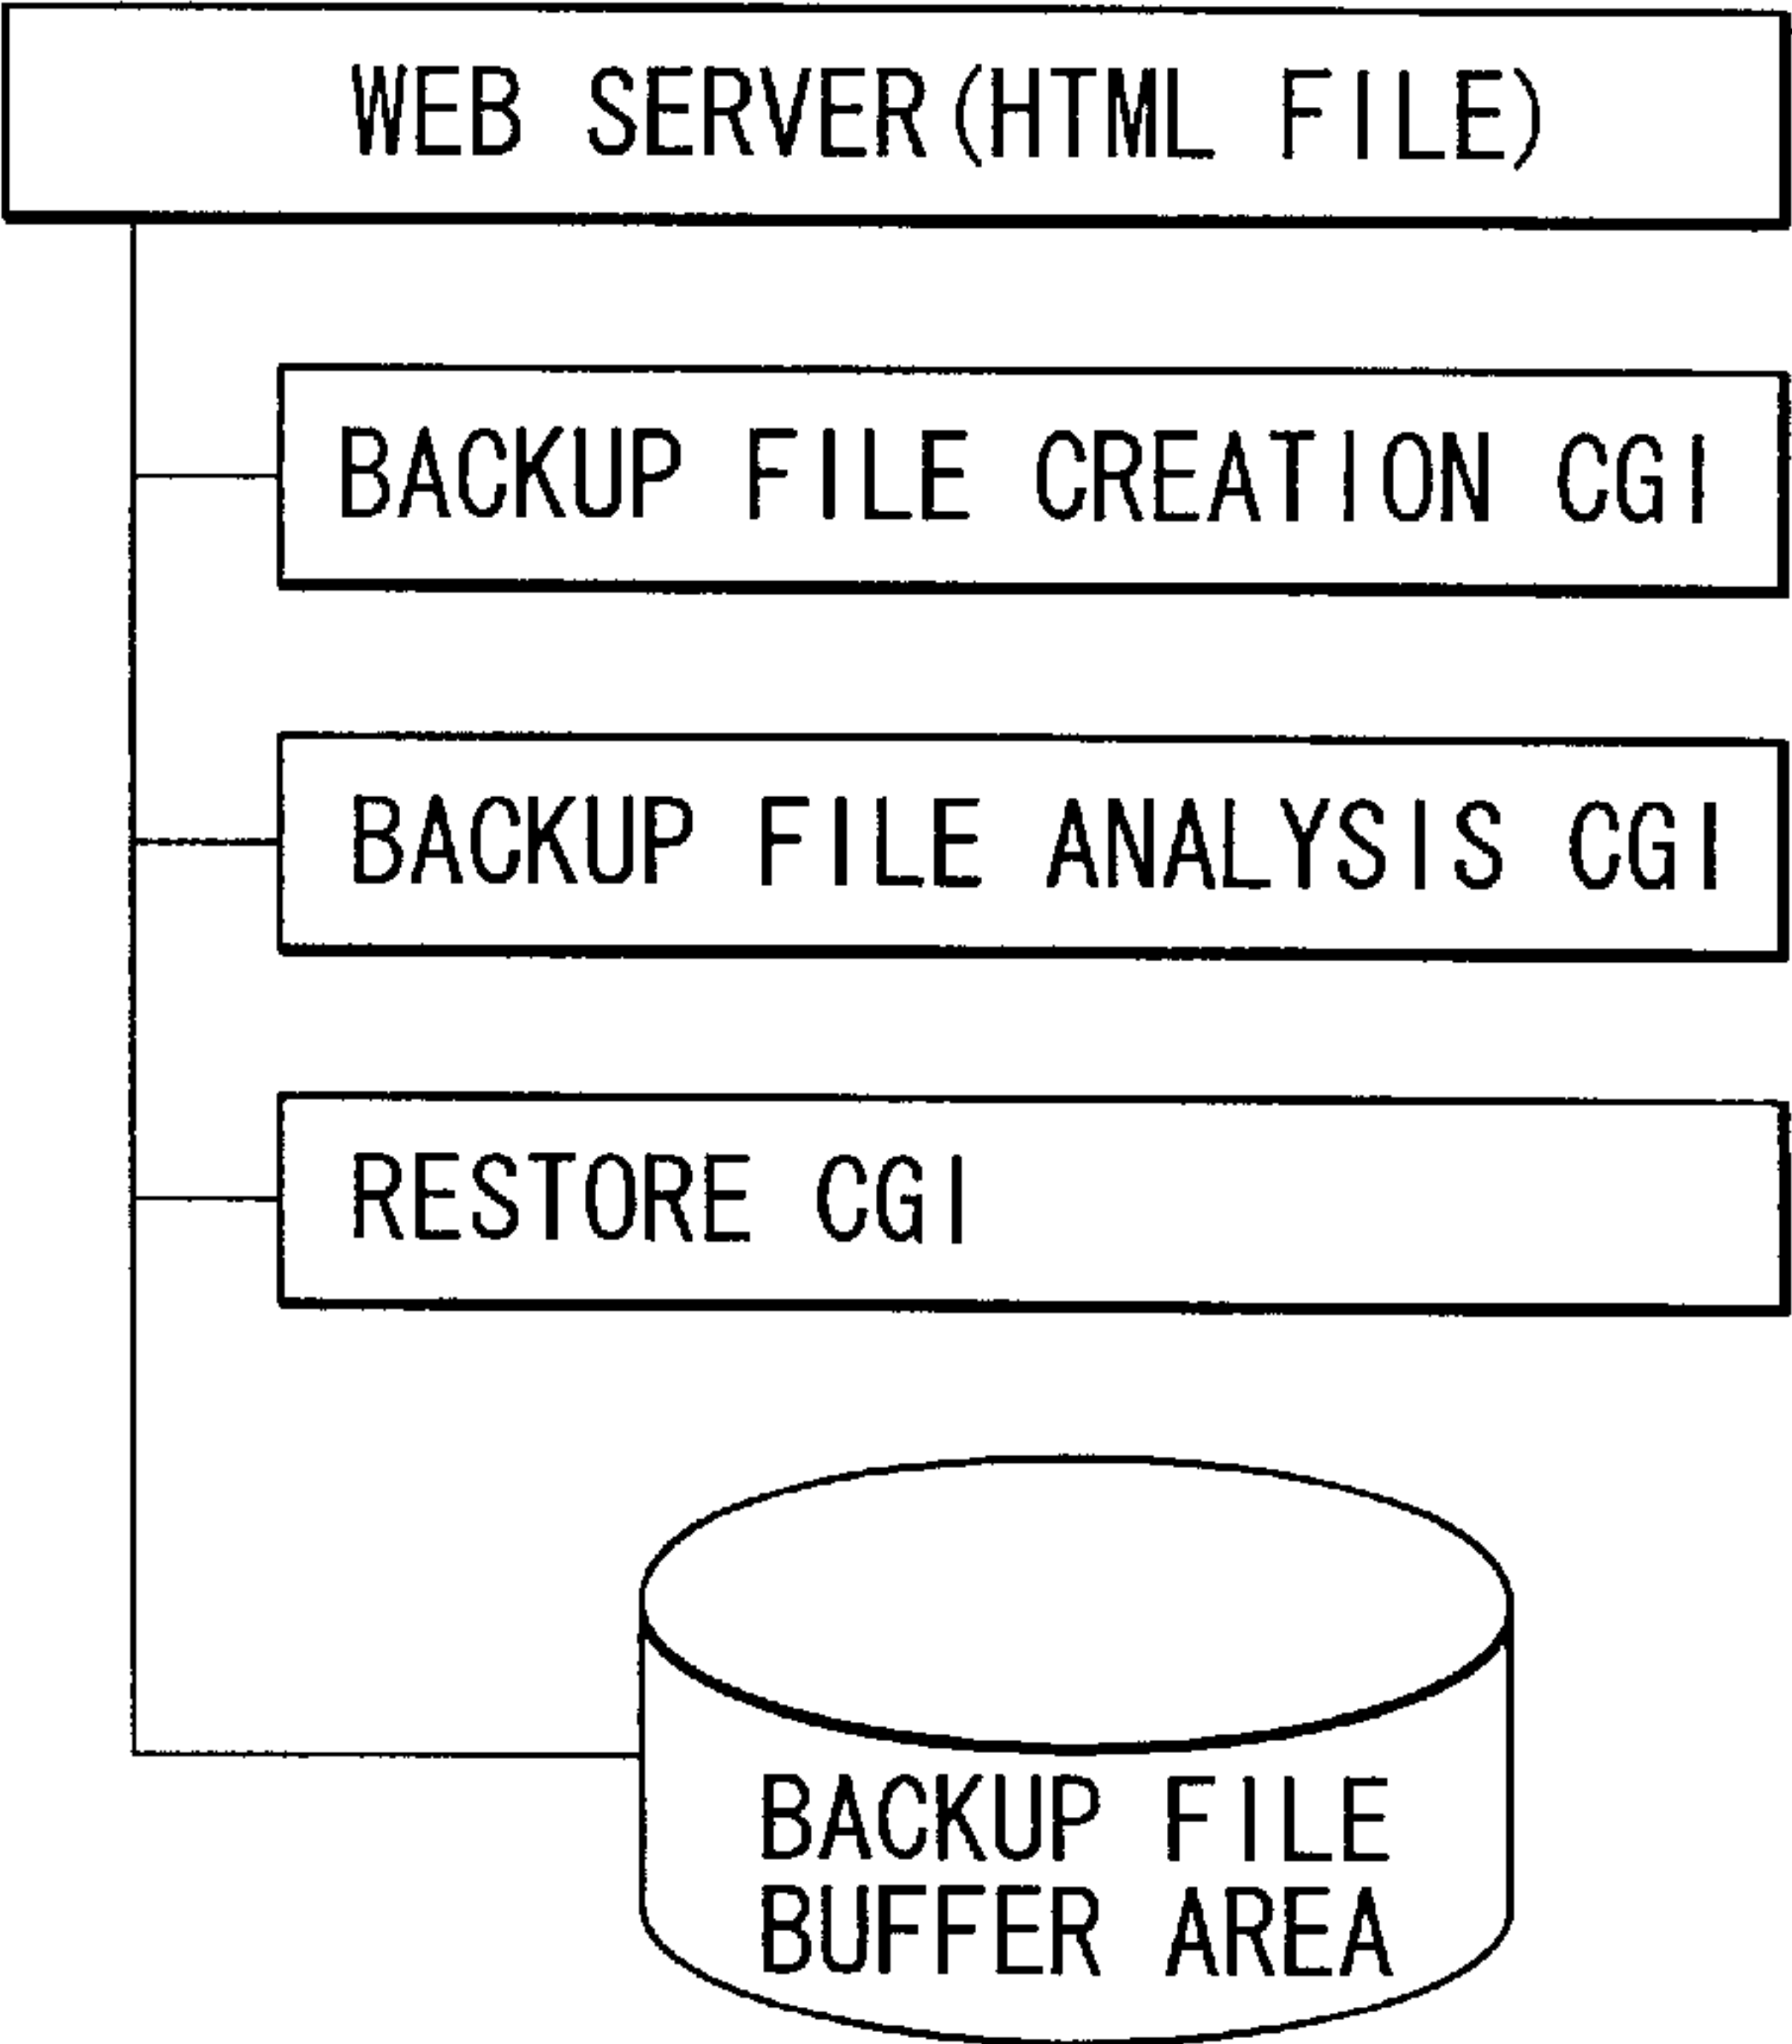 WEB SERVER(HTML FILE)
BACKUP FILE CREATION CGI
BACKUP FILE ANALYSIS CGI
RESTORE CGI
BACKUP FILE
BUFFER AREA